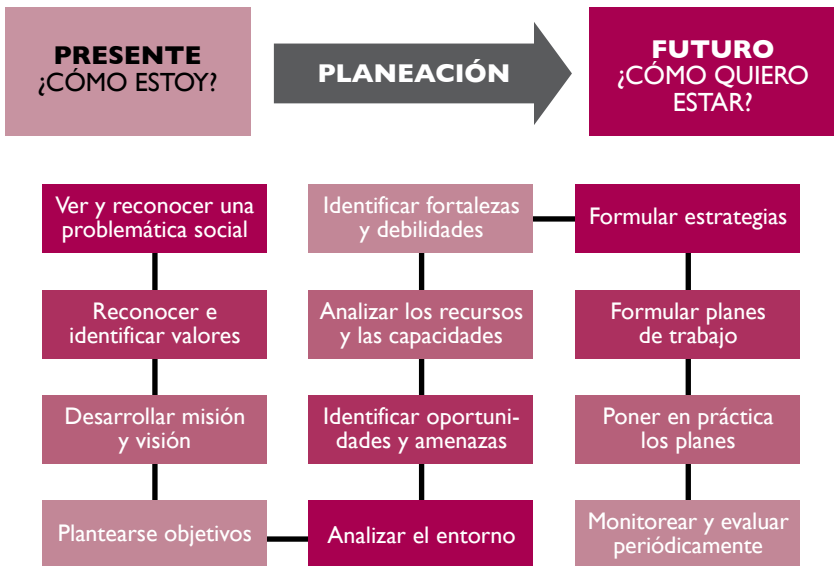 PRESENTE
¿CÓMO ESTOY?
PLANEACIÓN
FUTURO
¿CÓMO QUIERO
ESTAR?
Ver y reconocer una
problemática social
Reconocer e
identificar valores
Desarrollar misión
y visión
Plantearse objetivos
Identificar fortalezas
y debilidades
Analizar los recursos
y las capacidades
Identificar oportuni-
dades y amenazas
Analizar el entorno
Formular estrategias
Formular planes
de trabajo
Poner en práctica
los planes
Monitorear y evaluar
periódicamente